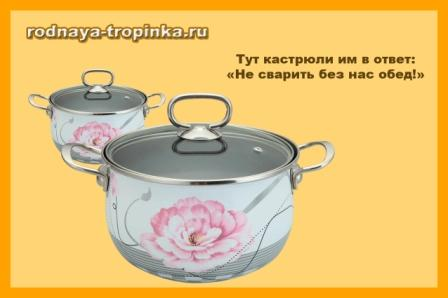 rodnaya-tropinka.ru
Тут кастрюли им в ответ:
«Не сварить без нас обед!»